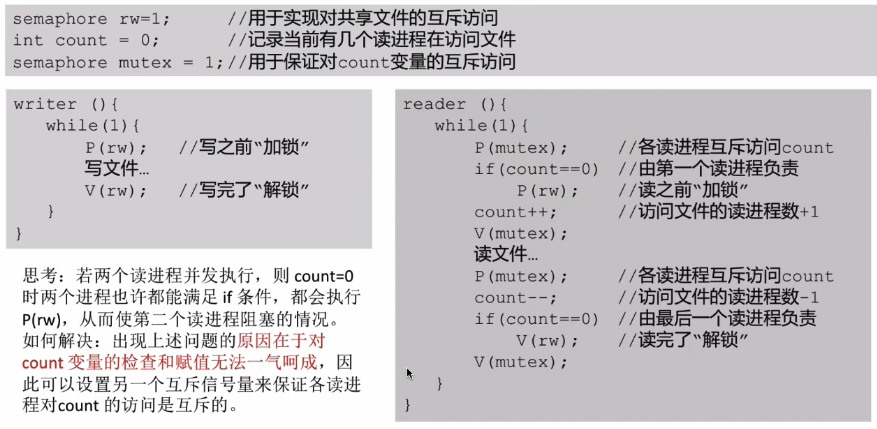 semaphore rw=1;      //用于实现对共享文件的互斥访问
int count = 0;       //记录当前有几个读进程在访问文件
semaphore mutex = 1;//用于保证对count变量的互斥访问
writer (){
while(1){
P(rw);   //写之前“加锁”
写文件…
V(rw);   //写完了“解锁”
}
}
思考：若两个读进程并发执行，则 count=0
时两个进程也许都能满足 if 条件，都会执行
P(rw)，从而使第二个读进程阻塞的情况。
如何解决：出现上述问题的原因在于对
count 变量的检查和赋值无法一气呵成，因
此可以设置另一个互斥信号量来保证各读进
程对count 的访问是互斥的。
reader (){
while(1){
P(mutex);     //各读进程互斥访问count
if(count==0)  //由第一个读进程负责
P(rw);    //读之前“加锁”
count++;      //访问文件的读进程数+1
V(mutex);
读文件…
P(mutex);     //各读进程互斥访问count
count--;      //访问文件的读进程数-1
if(count==0)  //由最后一个读进程负责
V(rw);    //读完了“解锁”
V(mutex);
}
}